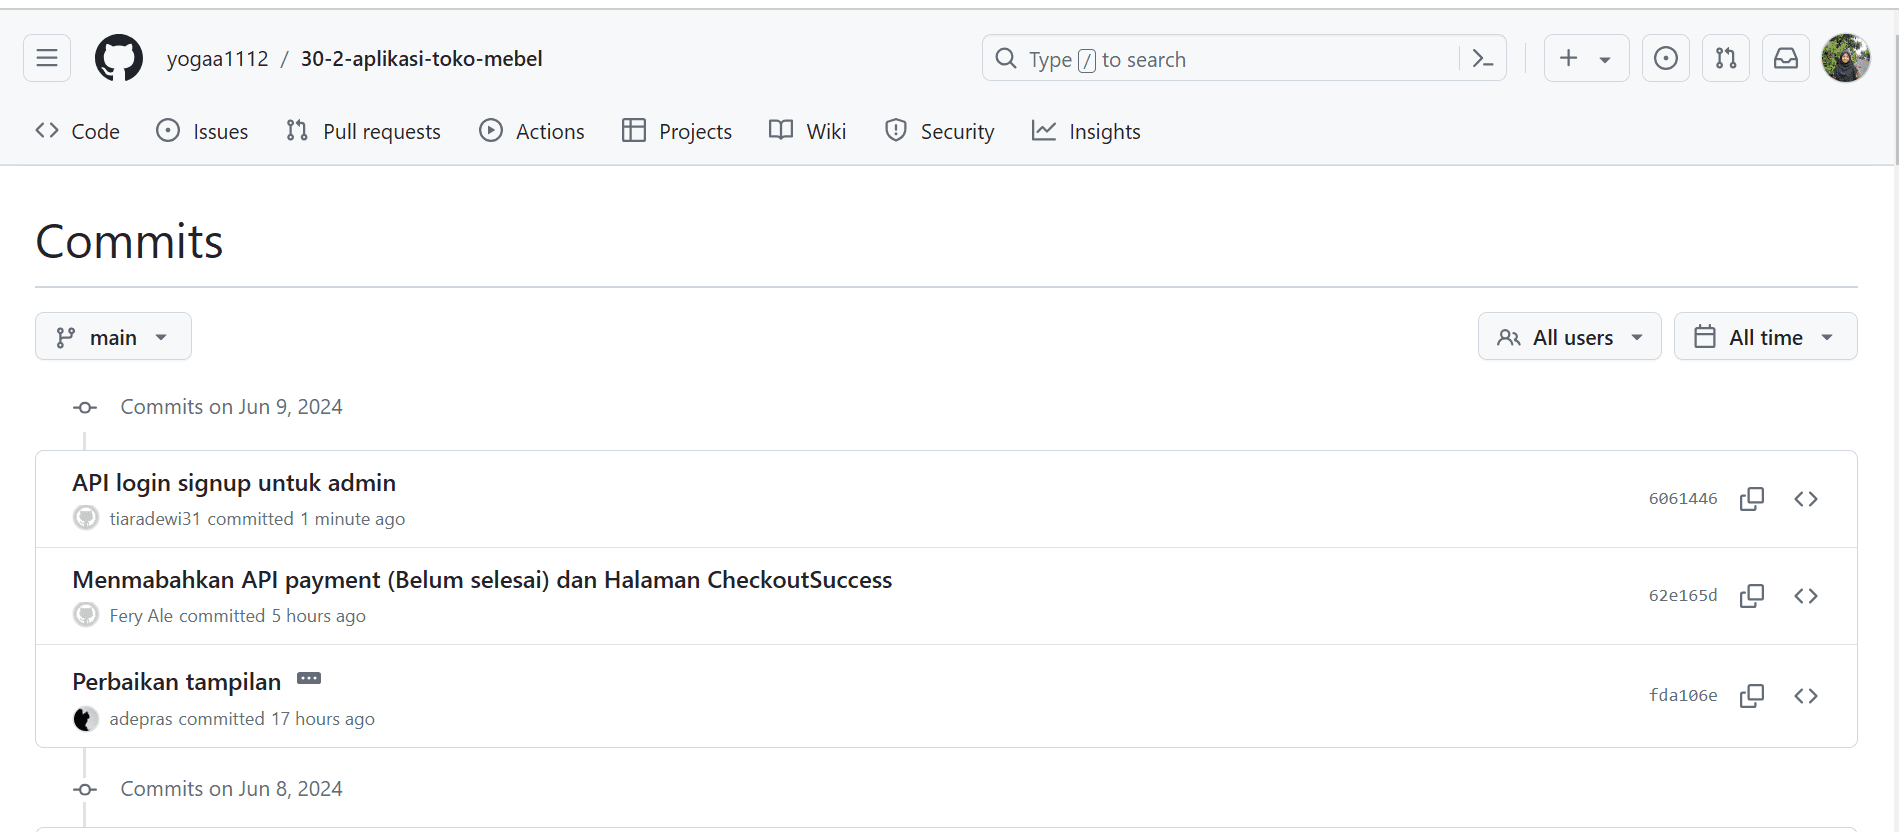 yogaa1112 / 30-2-aplikasi-toko-mebel
Type / to search
Code Issues Pull requests Actions Projects Wiki Security Insights
Commits
main
All users All time
Commits on Jun 9, 2024
API login signup untuk admin
tiaradewi31 committed 1 minute ago
6061446
Menmabahkan API payment (Belum selesai) dan Halaman CheckoutSuccess
Fery Ale committed 5 hours ago
62e165d
Perbaikan tampilan
adepras committed 17 hours ago
fda106e
Commits on Jun 8, 2024